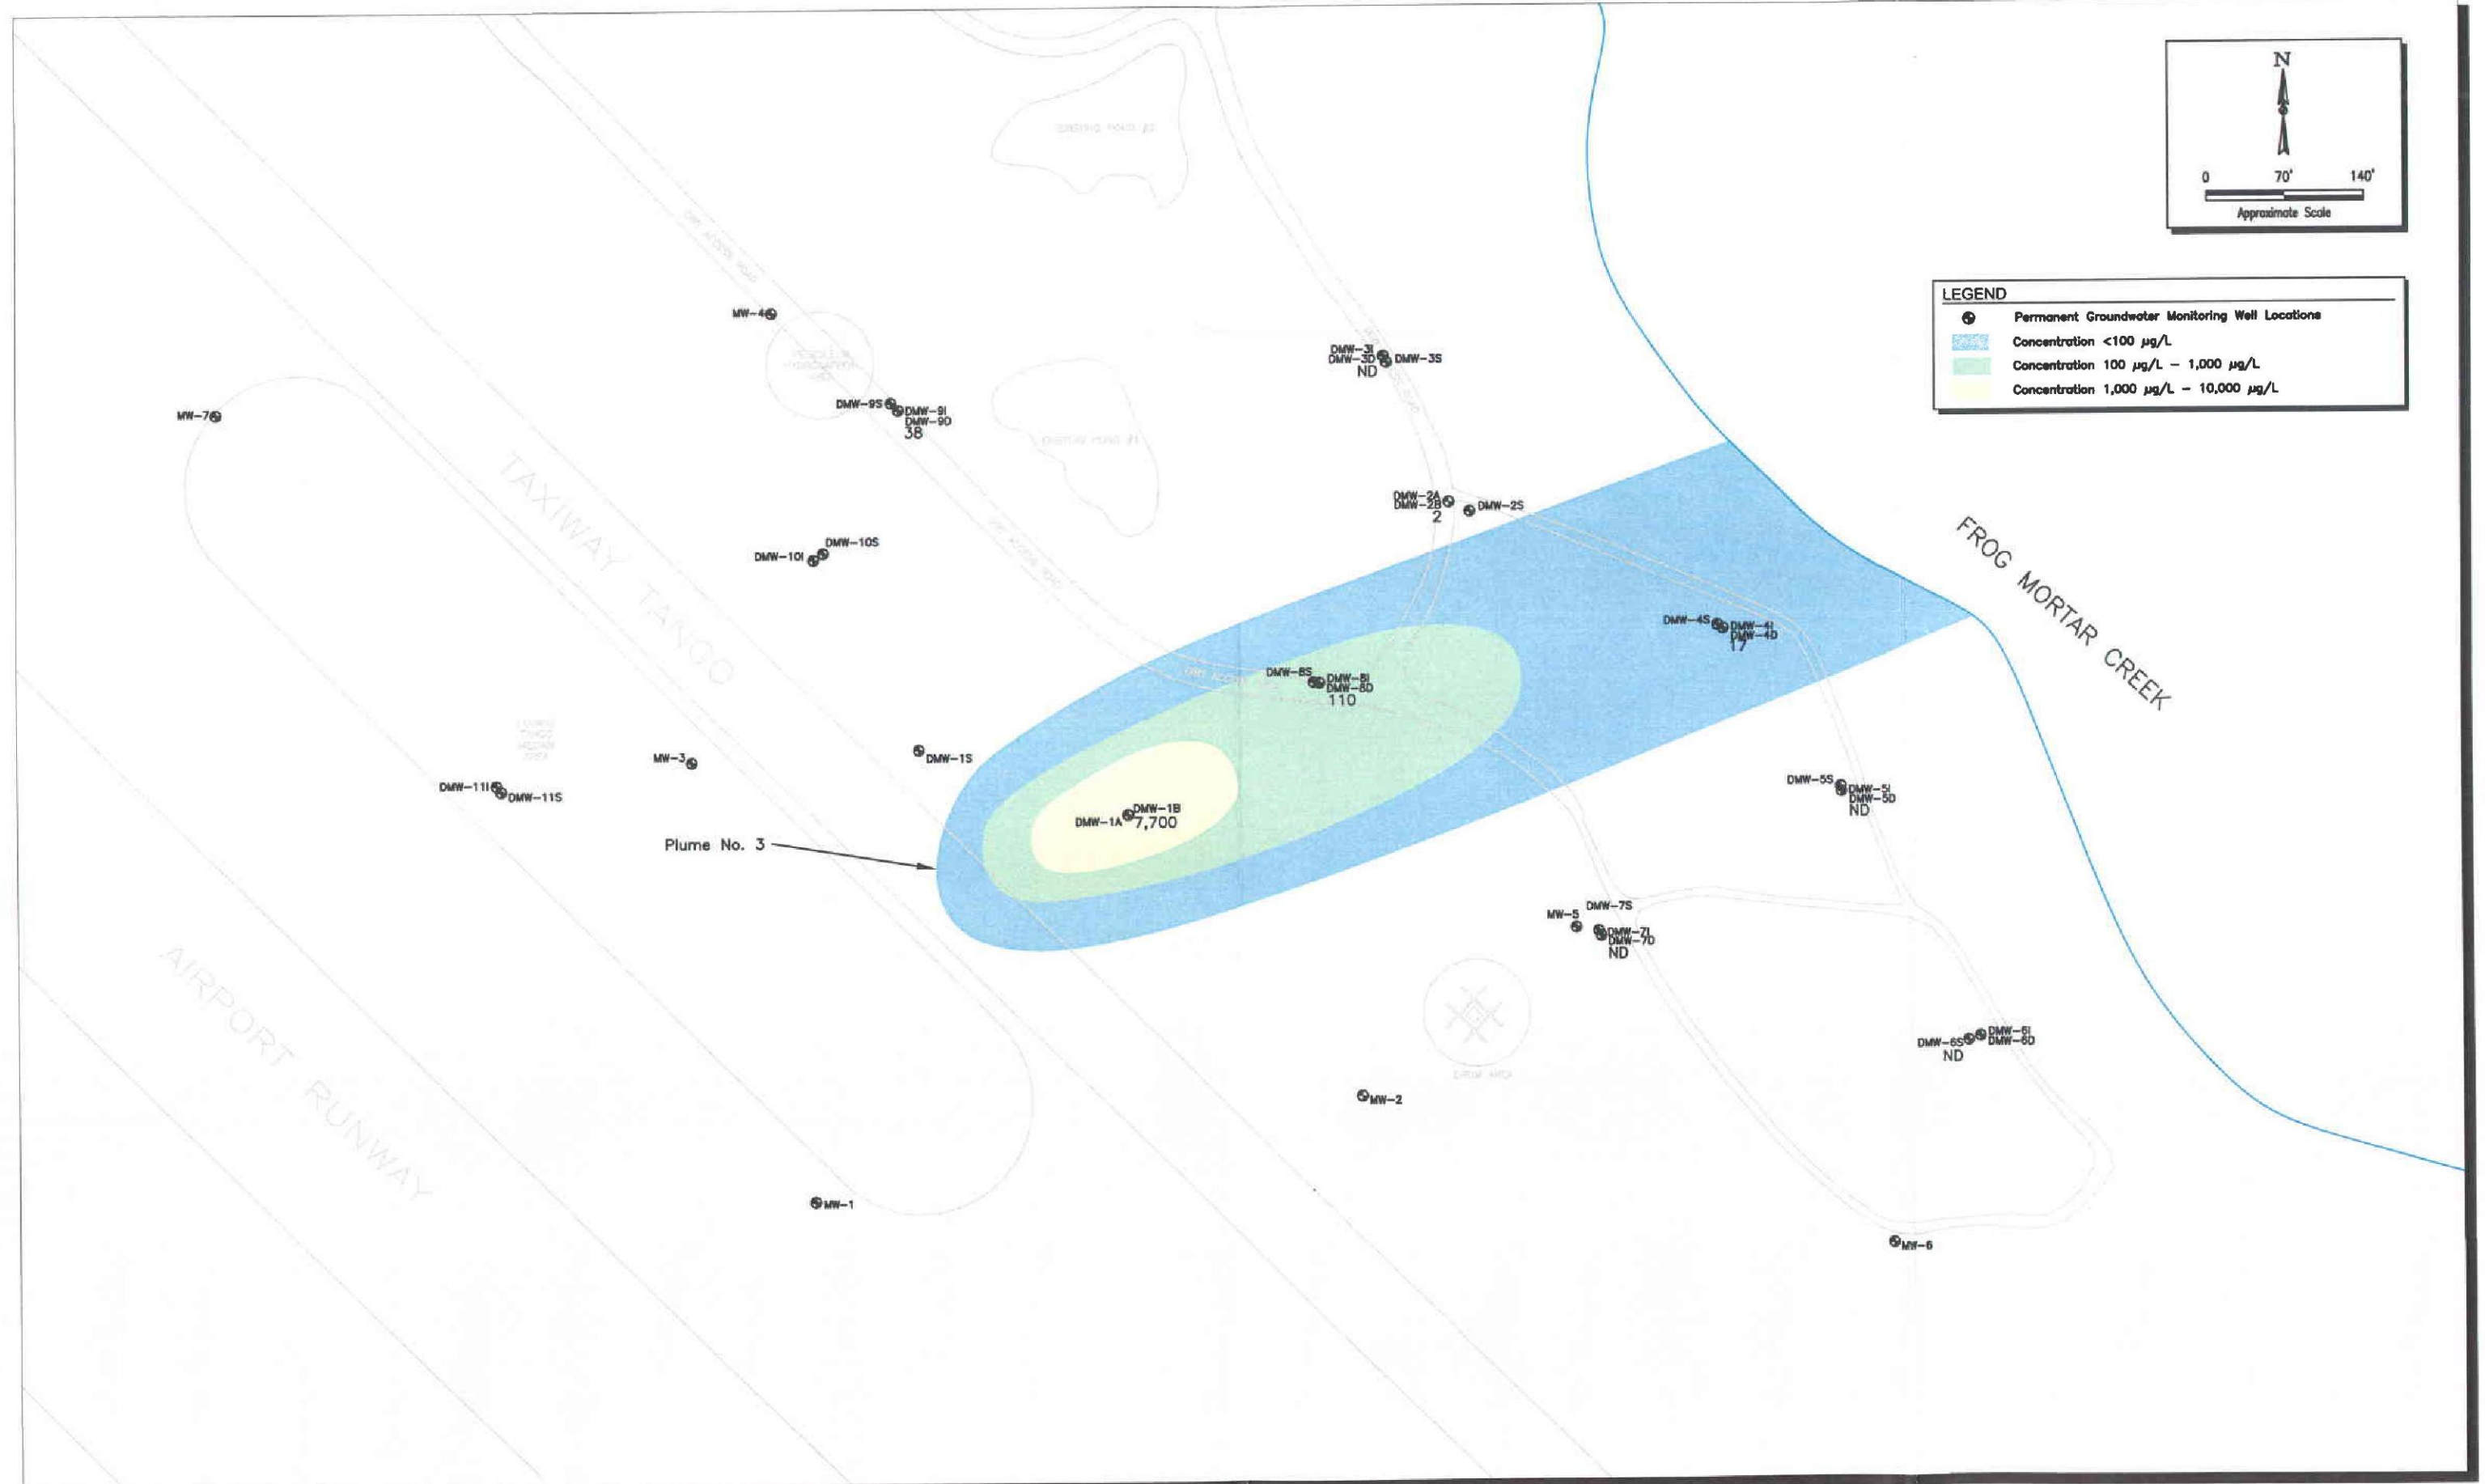 N
0 70' 140'
Approximate Scale
LEGEND
Permanent Groundwater Monitoring Well Locations
Concentration <100 µg/L
Concentration 100 µg/L – 1,000 µg/L
Concentration 1,000 µg/L – 10,000 µg/L
DIRT ACCESS ROAD
MW-4
DMW-3I
DMW-3D
DMW-3S
ND
DMW-9S
DMW-9I
DMW-9D
38
MW-7
TAXIWAY TANGO
DMW-2A
DMW-2B
DMW-2S
2
FROG MORTAR CREEK
DMW-10S
DMW-10I
DIRT ACCESS ROAD
DMW-4S
DMW-4I
DMW-4D
17
DMW-8S
DMW-8I
DMW-8D
110
MW-3
DMW-1S
DMW-11I
DMW-11S
DMW-5S
DMW-5I
DMW-5D
ND
DMW-1B
DMW-1A
7,700
Plume No. 3
DMW-7S
MW-5
DMW-7I
DMW-7D
ND
AIRPORT RUNWAY
DMW-6S
DMW-6I
DMW-6D
ND
MW-2
MW-1
MW-6